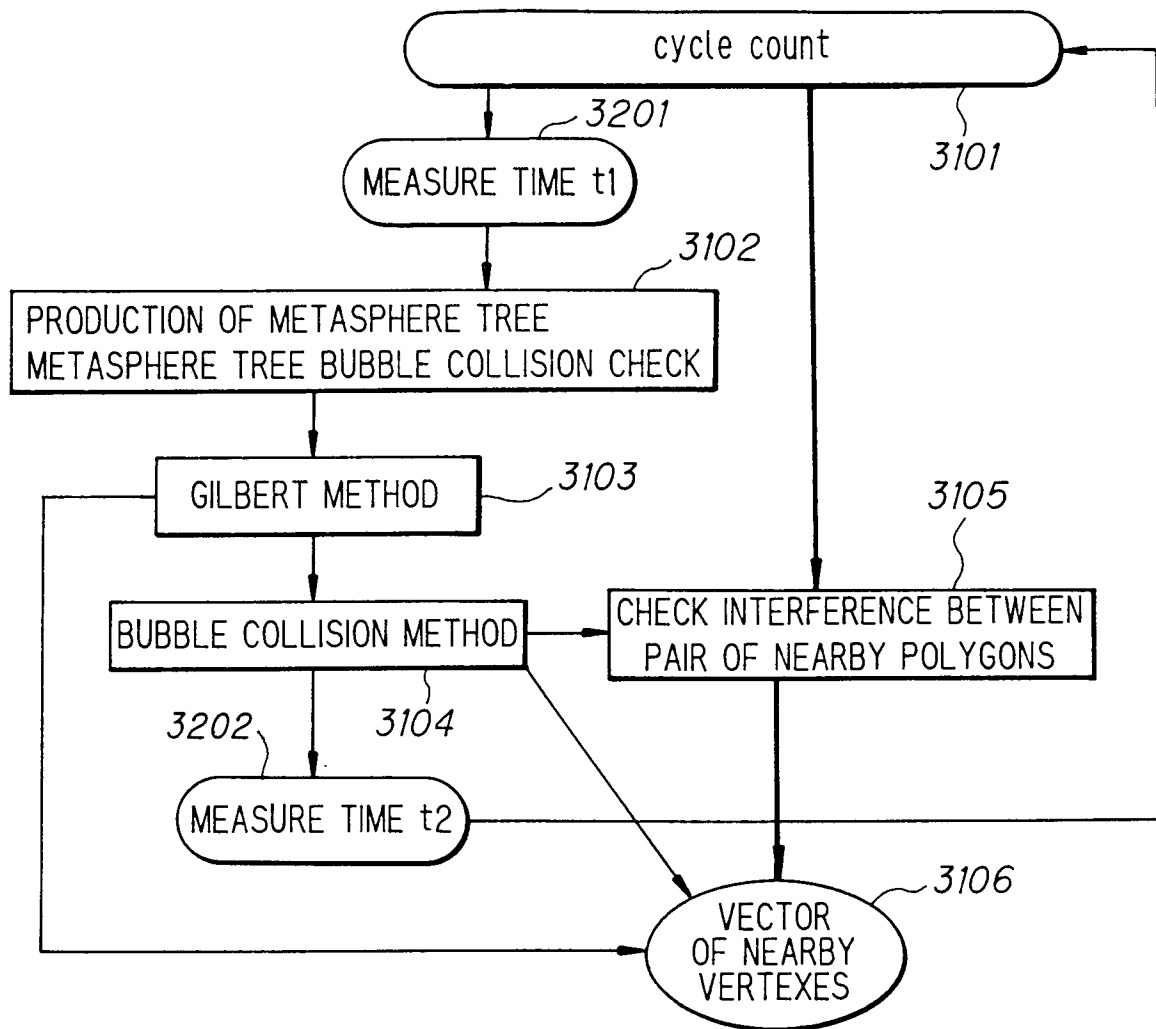 cycle count
3101
3201
MEASURE TIME t1
3102
PRODUCTION OF METASPHERE TREE
METASPHERE TREE BUBBLE COLLISION CHECK
GILBERT METHOD
3103
3105
BUBBLE COLLISION METHOD
CHECK INTERFERENCE BETWEEN
PAIR OF NEARBY POLYGONS
3104
3202
MEASURE TIME t2
3106
VECTOR
OF NEARBY
VERTEXES